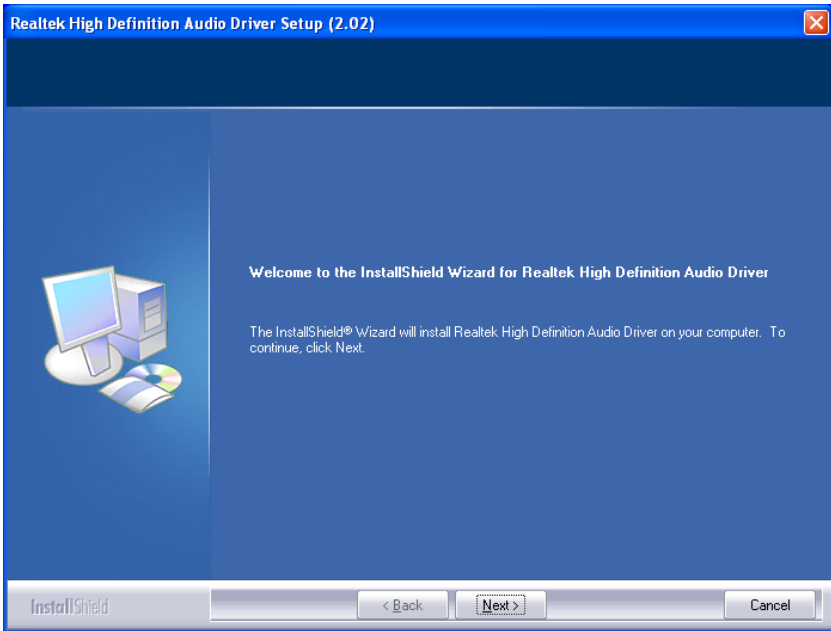 Realtek High Definition Audio Driver Setup (2.02)
Welcome to the InstallShield Wizard for Realtek High Definition Audio Driver
The InstallShield® Wizard will install Realtek High Definition Audio Driver on your computer. To
continue, click Next.
InstallShield
< Back
Next >
Cancel